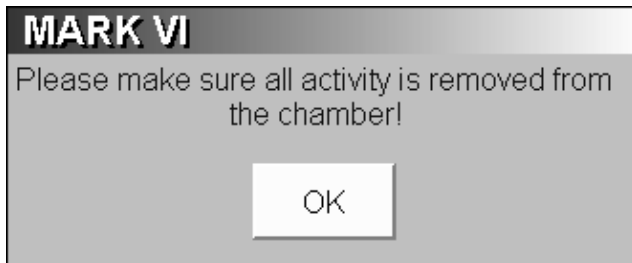 MARK VI
Please make sure all activity is removed from
the chamber!
OK